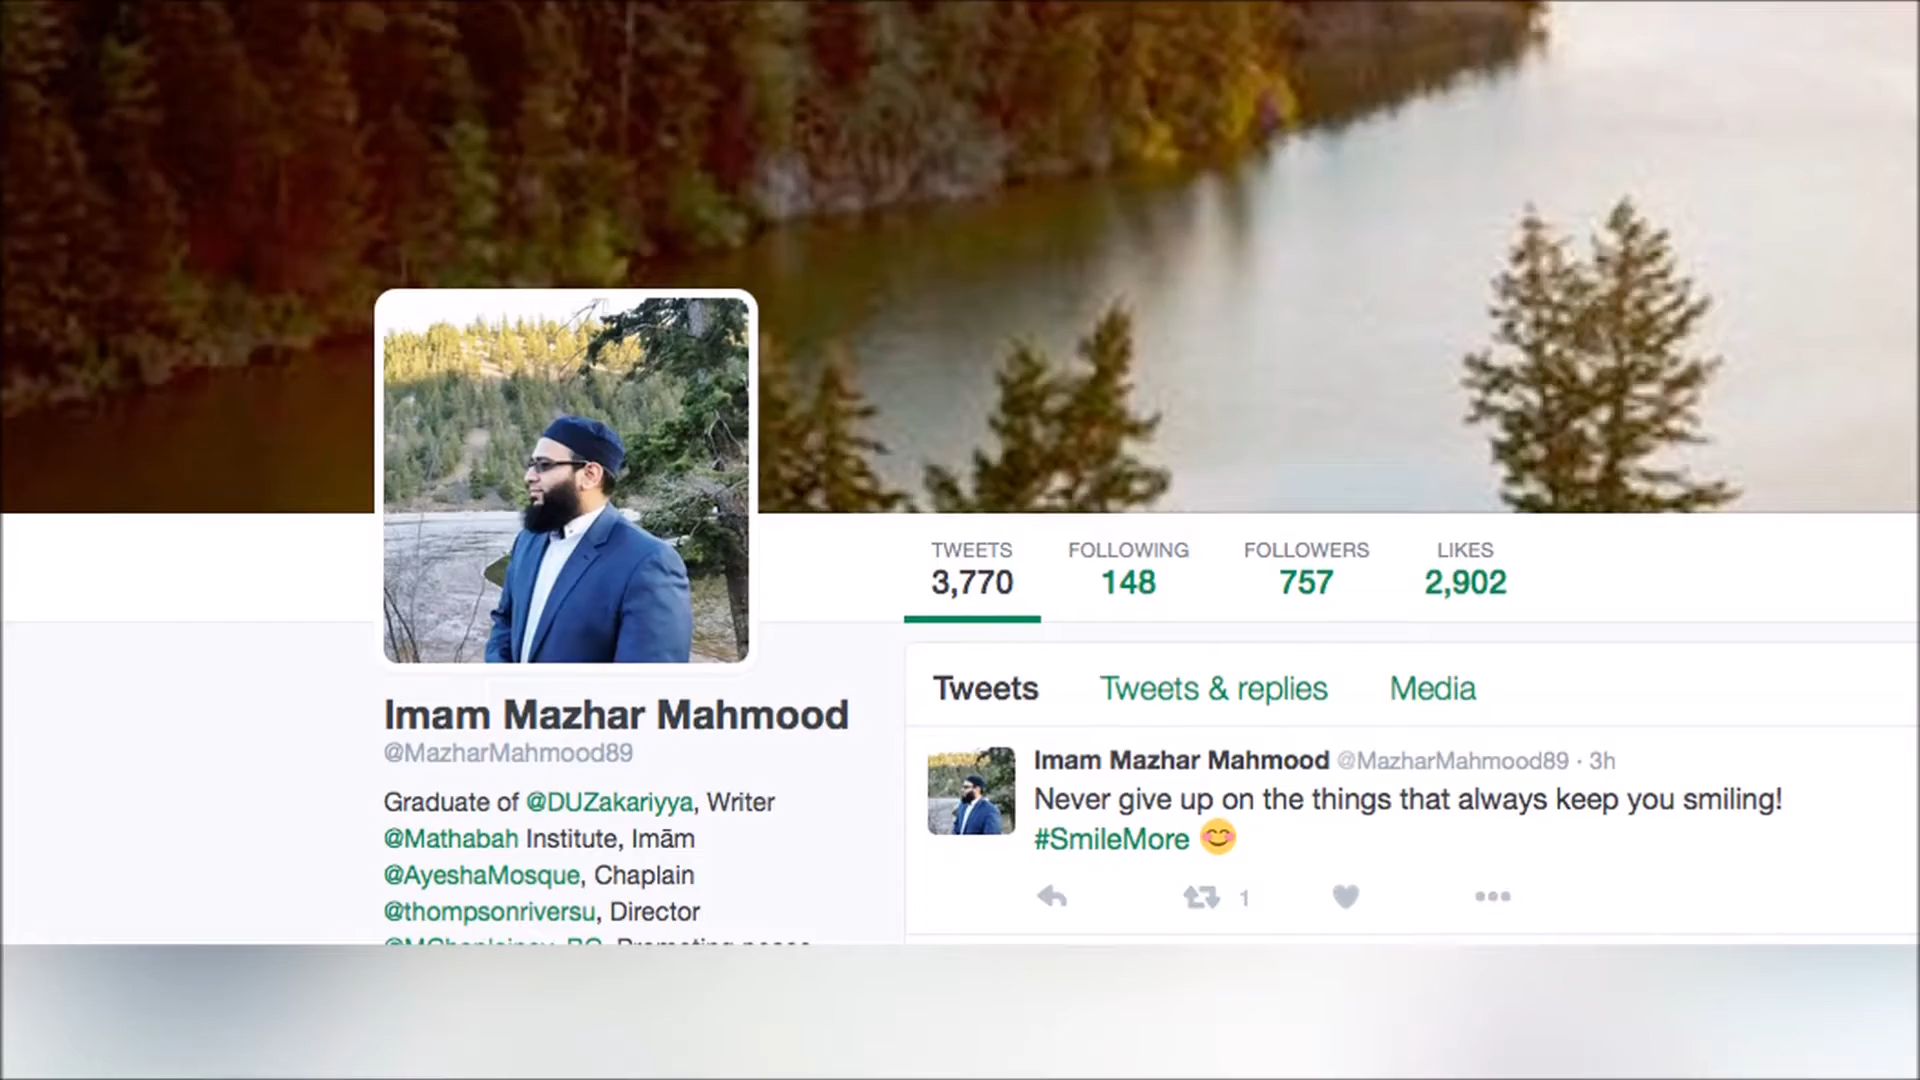 TWEETS FOLLOWING FOLLOWERS LIKES
3,770 148 757 2,902
Tweets Tweets & replies Media
Imam Mazhar Mahmood
@MazharMahmood89
Graduate of @DUZakariyya, Writer
@Mathabah Institute, Imām
@AyeshaMosque, Chaplain
@thompsonriversu, Director
Imam Mazhar Mahmood @MazharMahmood89 · 3h
Never give up on the things that always keep you smiling!
#SmileMore 😊
1